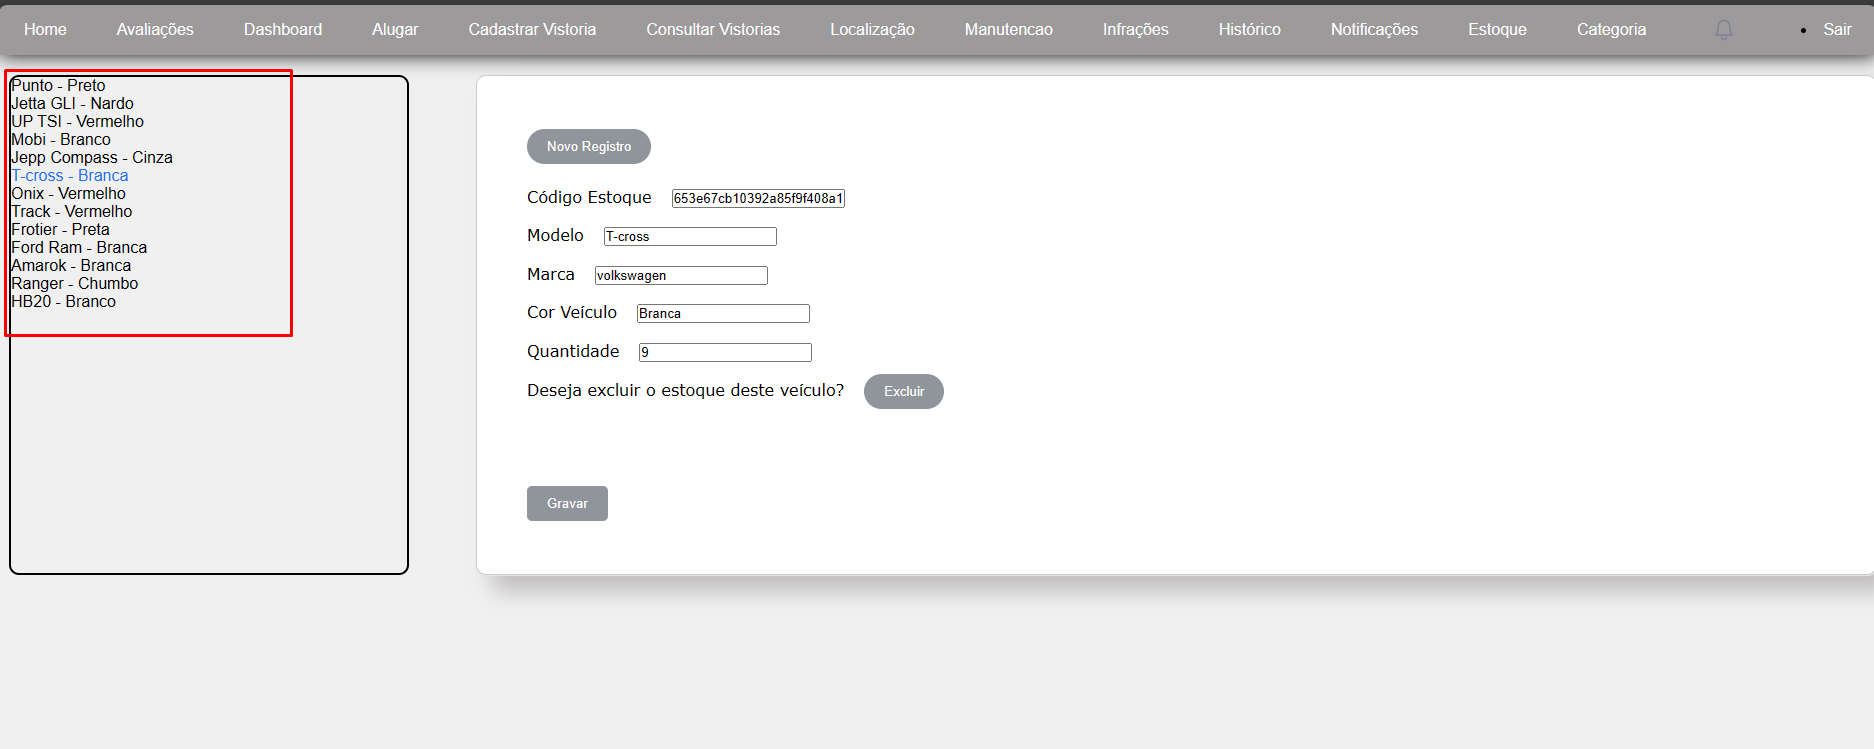 Home Avaliações Dashboard Alugar Cadastrar Vistoria Consultar Vistorias Localização Manutencao Infrações Histórico Notificações Estoque Categoria Sair
Punto - Preto
Jetta GLI - Nardo
UP TSI - Vermelho
Mobi - Branco
Jepp Compass - Cinza
T-cross - Branca
Onix - Vermelho
Track - Vermelho
Frotier - Preta
Ford Ram - Branca
Amarok - Branca
Ranger - Chumbo
HB20 - Branco
Novo Registro
Código Estoque 653e67cb10392a85f9f408a1
Modelo T-cross
Marca volkswagen
Cor Veículo Branca
Quantidade 9
Deseja excluir o estoque deste veículo? Excluir
Gravar